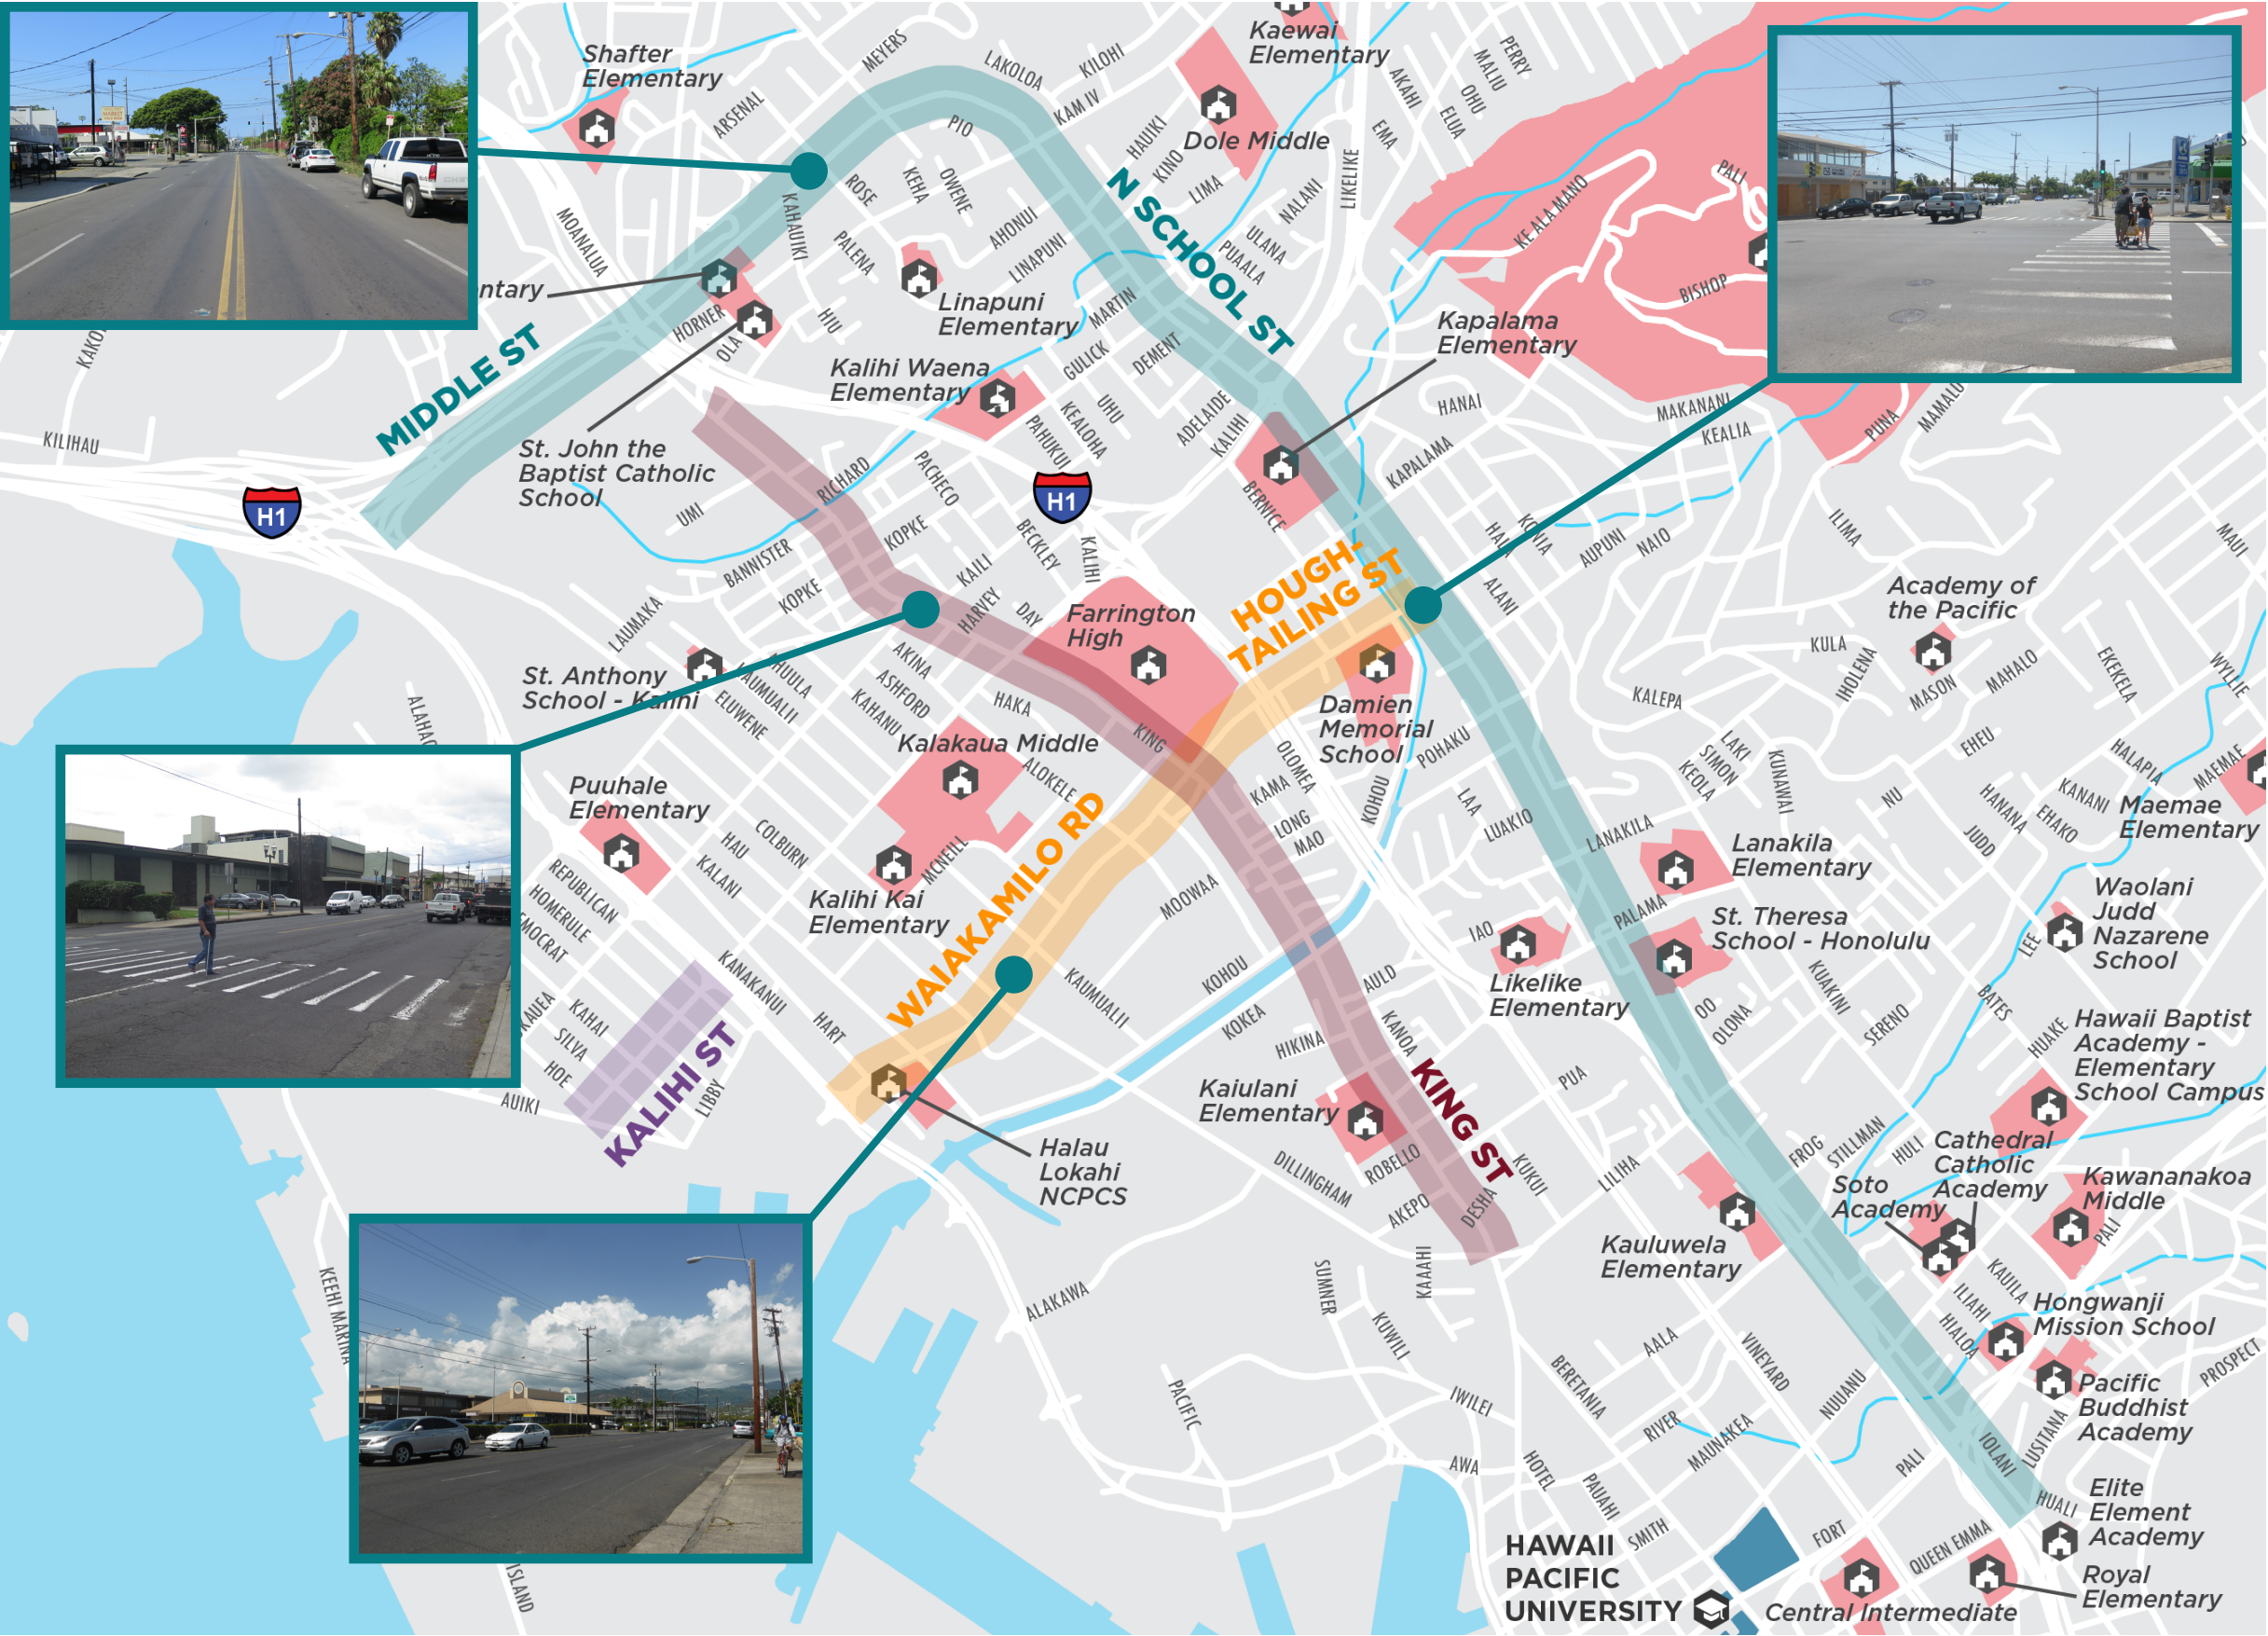 Shafter
Elementary
Kaewai
Elementary
Dole Middle
MEYERS
LAKOLOA
KILOHI
KAM IV
ARSENAL
PIO
HAUIKI
KINO
LIMA
NALANI
LIKELIKE
EMA
AKAHI
ELUA
OHU
MALIU
PERRY
KE ALA MANO
PALI
BISHOP
MOANALUA
KAHAUIKI
ROSE
KEHA
OWENE
PALENA
AHONUI
LINAPUNI
ULANA
PUAALA
N SCHOOL ST
ntary
HORNER
OLA
HIU
Linapuni
Elementary
MARTIN
GULICK
DEMENT
Kapalama
Elementary
MIDDLE ST
Kalihi Waena
Elementary
UHU
KEALOHA
PAHUKUI
ADELAIDE
KALIHI
HANAI
MAKANANI
KEALIA
PUNA
KILIHAU
St. John the
Baptist Catholic
School
RICHARD
PACHECO
KAPALAMA
BERNICE
H1
H1
UMI
KOPKE
BECKLEY
KALIHI
KONIA
AUPUNI
NAIO
ILIMA
MAUI
BANNISTER
KOPKE
KAILI
HARVEY
DAY
HOUGH-
TAILING ST
ALANI
LAUMAKA
Farrington
High
Academy of
the Pacific
St. Anthony
School - Kalihi
AKINA
ASHFORD
KAHANU
HAKA
KING
KULA
IHOLENA
MASON
MAHALO
EKEKELA
WYLLIE
ELUWENE
Damien
Memorial
School
KALEPA
Kalakaua Middle
ALOKELE
OLOMEA
POHAKU
LAKI
SIMON
KEOLA
KUNAWAI
EHEU
HALAPIA
MAEMAE
Puuhale
Elementary
KAMA
LONG
MAO
KOHOU
LAA
LUAKIO
NU
KANANI
HANANA
EHAKO
JUDD
Maemae
Elementary
HAU
KALANI
COLBURN
MCNEILL
WAIAKAMILO RD
LANAKILA
Lanakila
Elementary
REPUBLICAN
HOMERULE
Kalihi Kai
Elementary
MOOWAA
PALAMA
St. Theresa
School - Honolulu
Waolani
Judd
Nazarene
School
LEE
IAO
Likelike
Elementary
KANAKANUI
KAUMUALII
KOHOU
KOKEA
AULD
KANOA
HIKINA
OO
OLONA
KUAKINI
SERENO
BATES
KAHAI
SILVA
HOE
AUIKI
HART
LIBBY
KALIHI ST
HUAKE
Hawaii Baptist
Academy -
Elementary
School Campus
Kaiulani
Elementary
KING ST
PUA
Halau
Lokahi
NCPCS
FROG
STILLMAN
HULI
Cathedral
Catholic
Academy
Soto
Academy
Kawananakoa
Middle
PALI
DILLINGHAM
ROBELLO
AKEPO
DESHA
KUKUI
LILIHA
Kauluwela
Elementary
KAUILA
ILIAHI
HIALOA
Hongwanji
Mission School
KEEHI MARINA
ALAKAWA
SUMNER
KUWILI
KAAAHI
AALA
VINEYARD
BERETANIA
NUUANU
PROSPECT
Pacific
Buddhist
Academy
PACIFIC
IWILEI
RIVER
MAUNAKEA
AWA
HOTEL
PAUAHI
SMITH
PALI
IOLANI
LUSITANA
HUALI
Elite
Element
Academy
HAWAII
PACIFIC
UNIVERSITY
FORT
QUEEN EMMA
Royal
Elementary
Central Intermediate
ISLAND